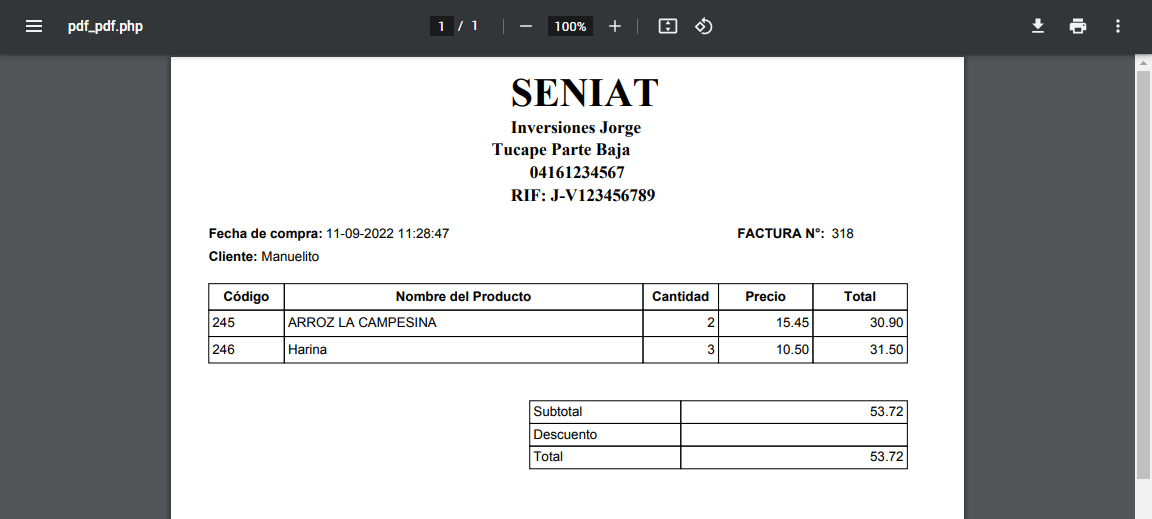 pdf_pdf.php 1 / 1 100%
SENIAT
Inversiones Jorge
Tucape Parte Baja
04161234567
RIF: J-V123456789
Fecha de compra: 11-09-2022 11:28:47 FACTURA N°: 318
Cliente: Manuelito
Código Nombre del Producto Cantidad Precio Total
245 ARROZ LA CAMPESINA 2 15.45 30.90
246 Harina 3 10.50 31.50
Subtotal 53.72
Descuento
Total 53.72